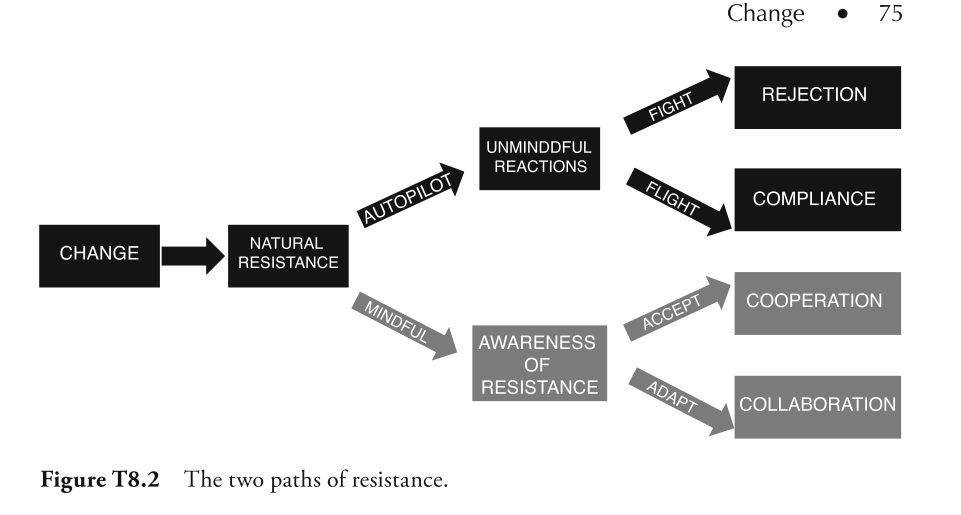 Change • 75
CHANGE
NATURAL
RESISTANCE
AUTOPILOT
UNMINDDFUL
REACTIONS
FIGHT
REJECTION
FLIGHT
COMPLIANCE
MINDFUL
AWARENESS
OF
RESISTANCE
ACCEPT
COOPERATION
ADAPT
COLLABORATION
Figure T8.2 The two paths of resistance.